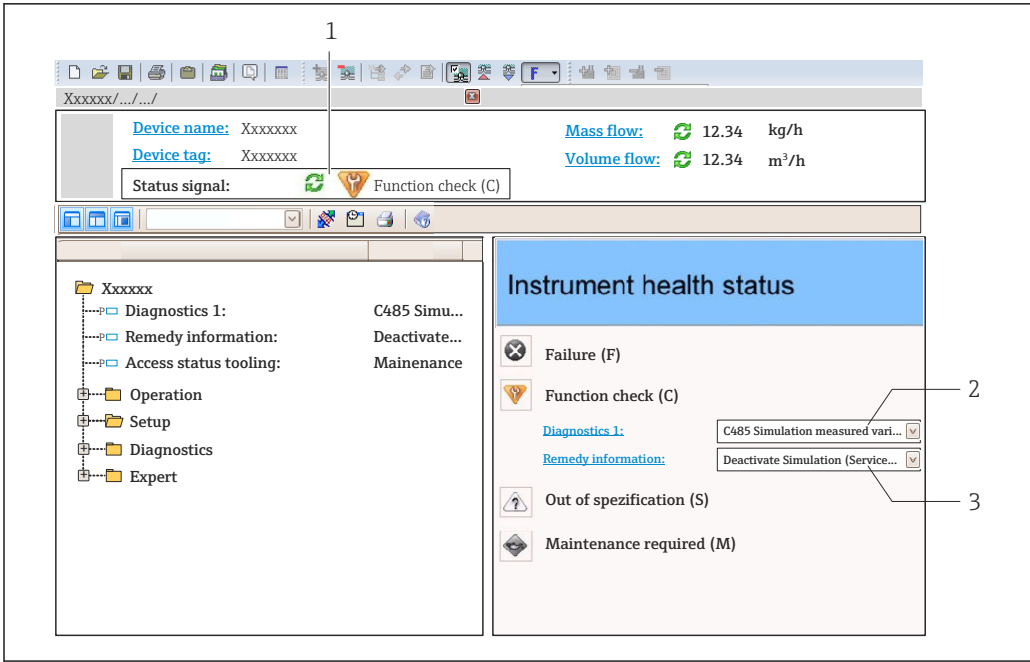 1
F
Xxxxxx/.../.../
Device name: Xxxxxxx
Mass flow: 12.34 kg/h
Device tag: Xxxxxxx
Volume flow: 12.34 m³/h
Status signal: Function check (C)
Instrument health status
Xxxxxx
Diagnostics 1: C485 Simu...
Remedy information: Deactivate...
Access status tooling: Mainenance
Operation
Setup
Diagnostics
Expert
Failure (F)
Function check (C)
2
Diagnostics 1: C485 Simulation measured vari...
Remedy information: Deactivate Simulation (Service...
3
Out of spezification (S)
Maintenance required (M)